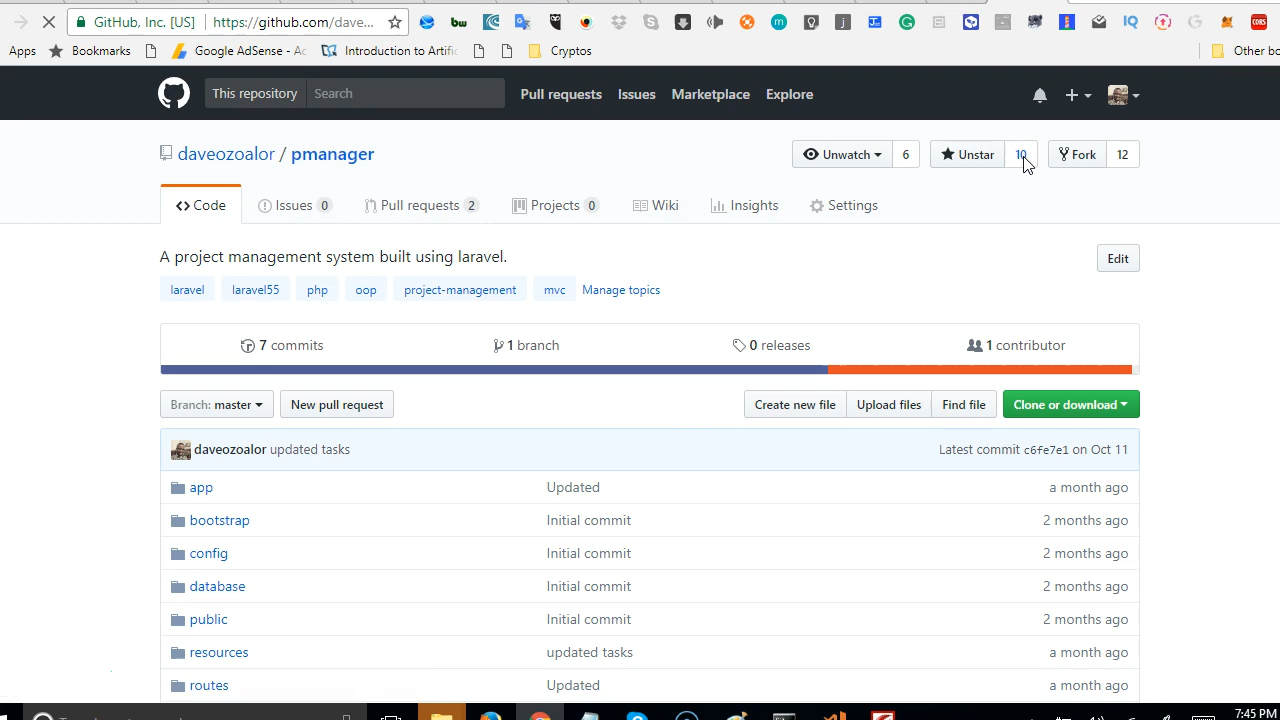 GitHub, Inc. [US] https://github.com/dave...
Apps Bookmarks Google AdSense - Ac Introduction to Artific Cryptos Other bo
This repository Search Pull requests Issues Marketplace Explore
daveozoalor / pmanager Unwatch 6 Unstar 10 Fork 12
Code Issues 0 Pull requests 2 Projects 0 Wiki Insights Settings
A project management system built using laravel. Edit
laravel laravel55 php oop project-management mvc Manage topics
7 commits 1 branch 0 releases 1 contributor
Branch: master New pull request Create new file Upload files Find file Clone or download
daveozoalor updated tasks Latest commit c6fe7e1 on Oct 11
app Updated a month ago
bootstrap Initial commit 2 months ago
config Initial commit 2 months ago
database Initial commit 2 months ago
public Initial commit 2 months ago
resources updated tasks a month ago
routes Updated a month ago
7:45 PM